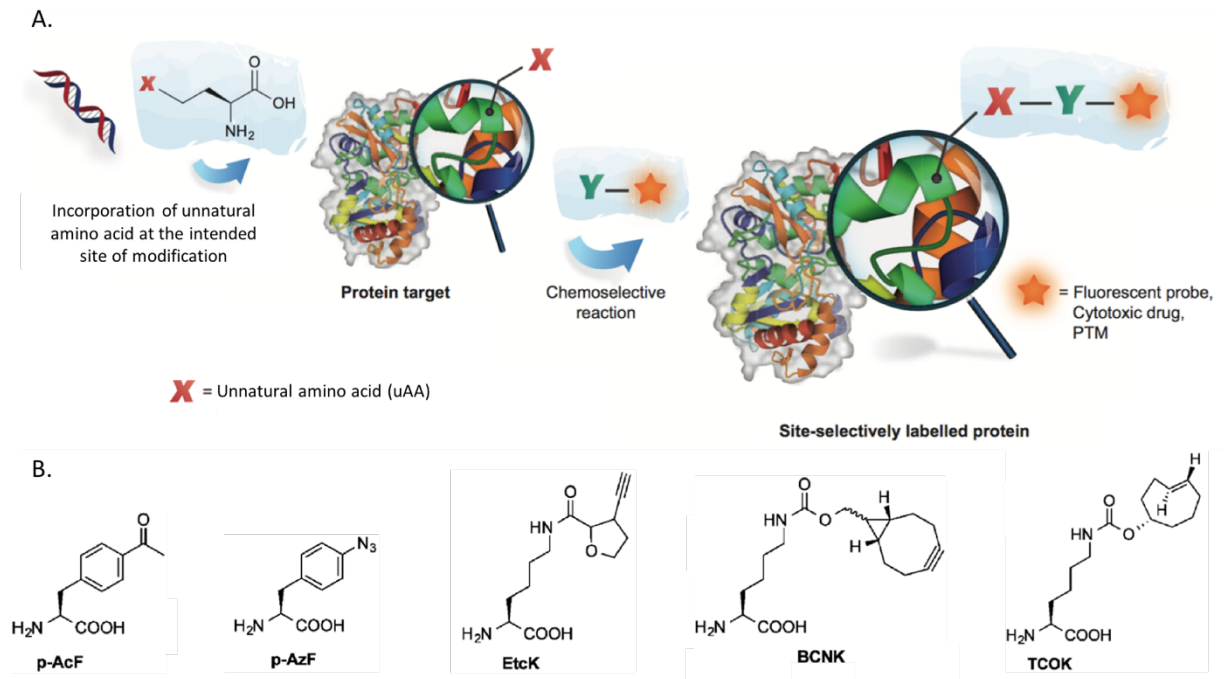 A.
X
O
OH
NH₂
Incorporation of unnatural
amino acid at the intended
site of modification
X
Protein target
Y
Chemoselective
reaction
X — Y —
= Fluorescent probe,
Cytotoxic drug,
PTM
X = Unnatural amino acid (uAA)
Site-selectively labelled protein
B.
O
H₂N
COOH
p-AcF
N₃
H₂N
COOH
p-AzF
O
HN
O
H₂N
COOH
EtcK
O
HN
O
H
H
H₂N
COOH
BCNK
H
H
O
HN
O
H₂N
COOH
TCOK